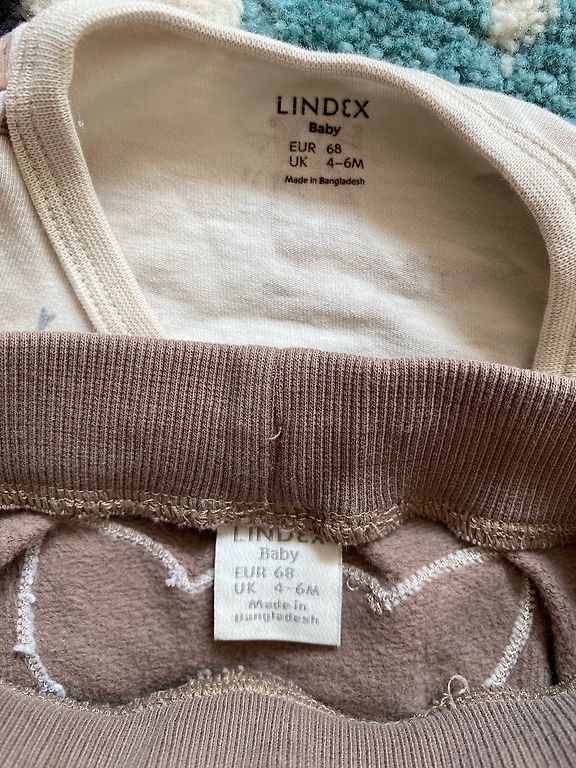 LINDEX
Baby
EUR 68
UK 4-6M
Made in Bangladesh
LINDEX
Baby
EUR 68
UK 4-6M
Made in
Bangladesh